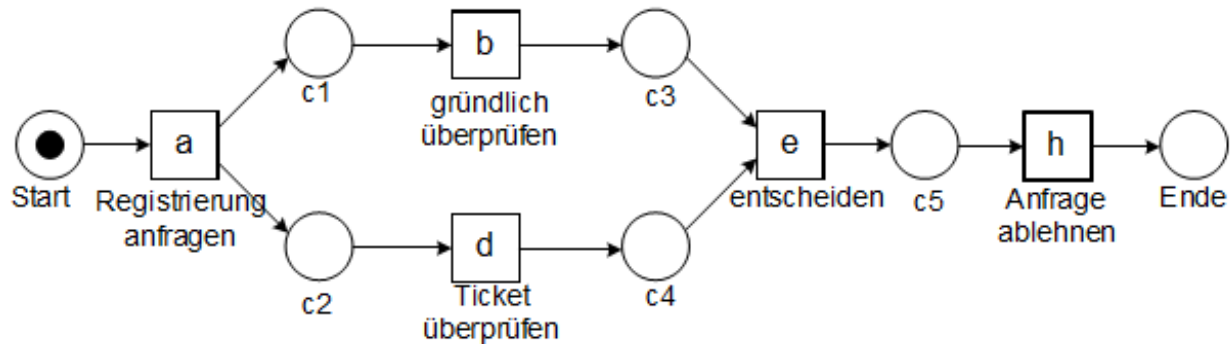 c1
b
gründlich
überprüfen
c3
Start
a
Registrierung
anfragen
e
entscheiden
c5
h
Anfrage
ablehnen
Ende
c2
d
Ticket
überprüfen
c4